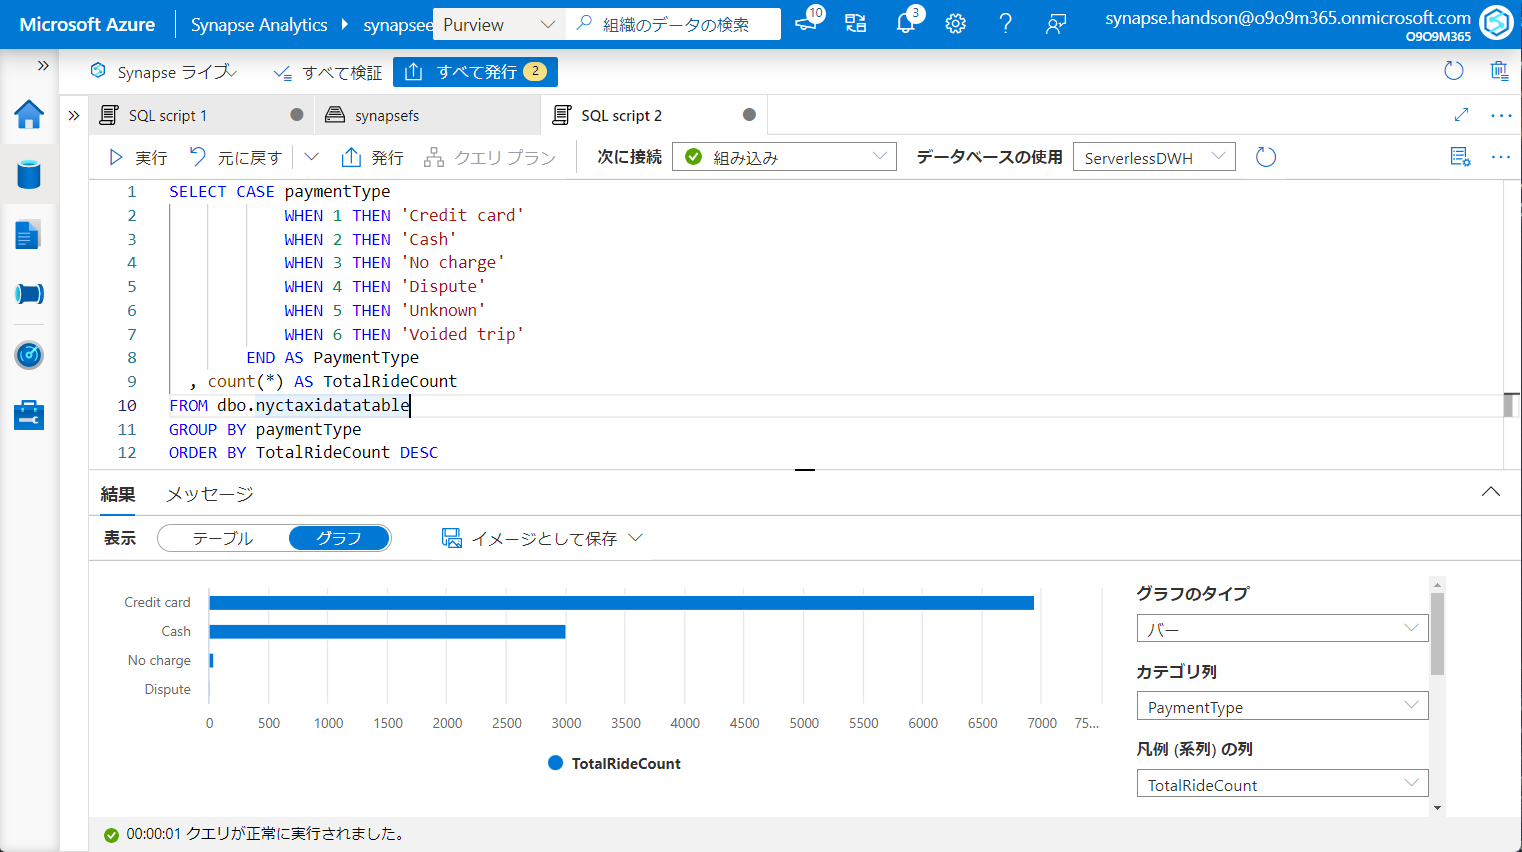 Microsoft Azure
Synapse Analytics
synapsee
Purview
組織のデータの検索
10
3
synapse.handson@o9o9m365.onmicrosoft.com
O9O9M365
Synapse ライブ
すべて検証
すべて発行
2
SQL script 1
synapsefs
SQL script 2
実行
元に戻す
発行
クエリ プラン
次に接続
組み込み
データベースの使用
ServerlessDWH
1 SELECT CASE paymentType
2 WHEN 1 THEN 'Credit card'
3 WHEN 2 THEN 'Cash'
4 WHEN 3 THEN 'No charge'
5 WHEN 4 THEN 'Dispute'
6 WHEN 5 THEN 'Unknown'
7 WHEN 6 THEN 'Voided trip'
8 END AS PaymentType
9 , count(*) AS TotalRideCount
10 FROM dbo.nyctaxidatatable
11 GROUP BY paymentType
12 ORDER BY TotalRideCount DESC
結果
メッセージ
表示
テーブル
グラフ
イメージとして保存
Credit card
Cash
No charge
Dispute
0 500 1000 1500 2000 2500 3000 3500 4000 4500 5000 5500 6000 6500 7000 75...
TotalRideCount
グラフのタイプ
バー
カテゴリ列
PaymentType
凡例 (系列) の列
TotalRideCount
00:00:01 クエリが正常に実行されました。